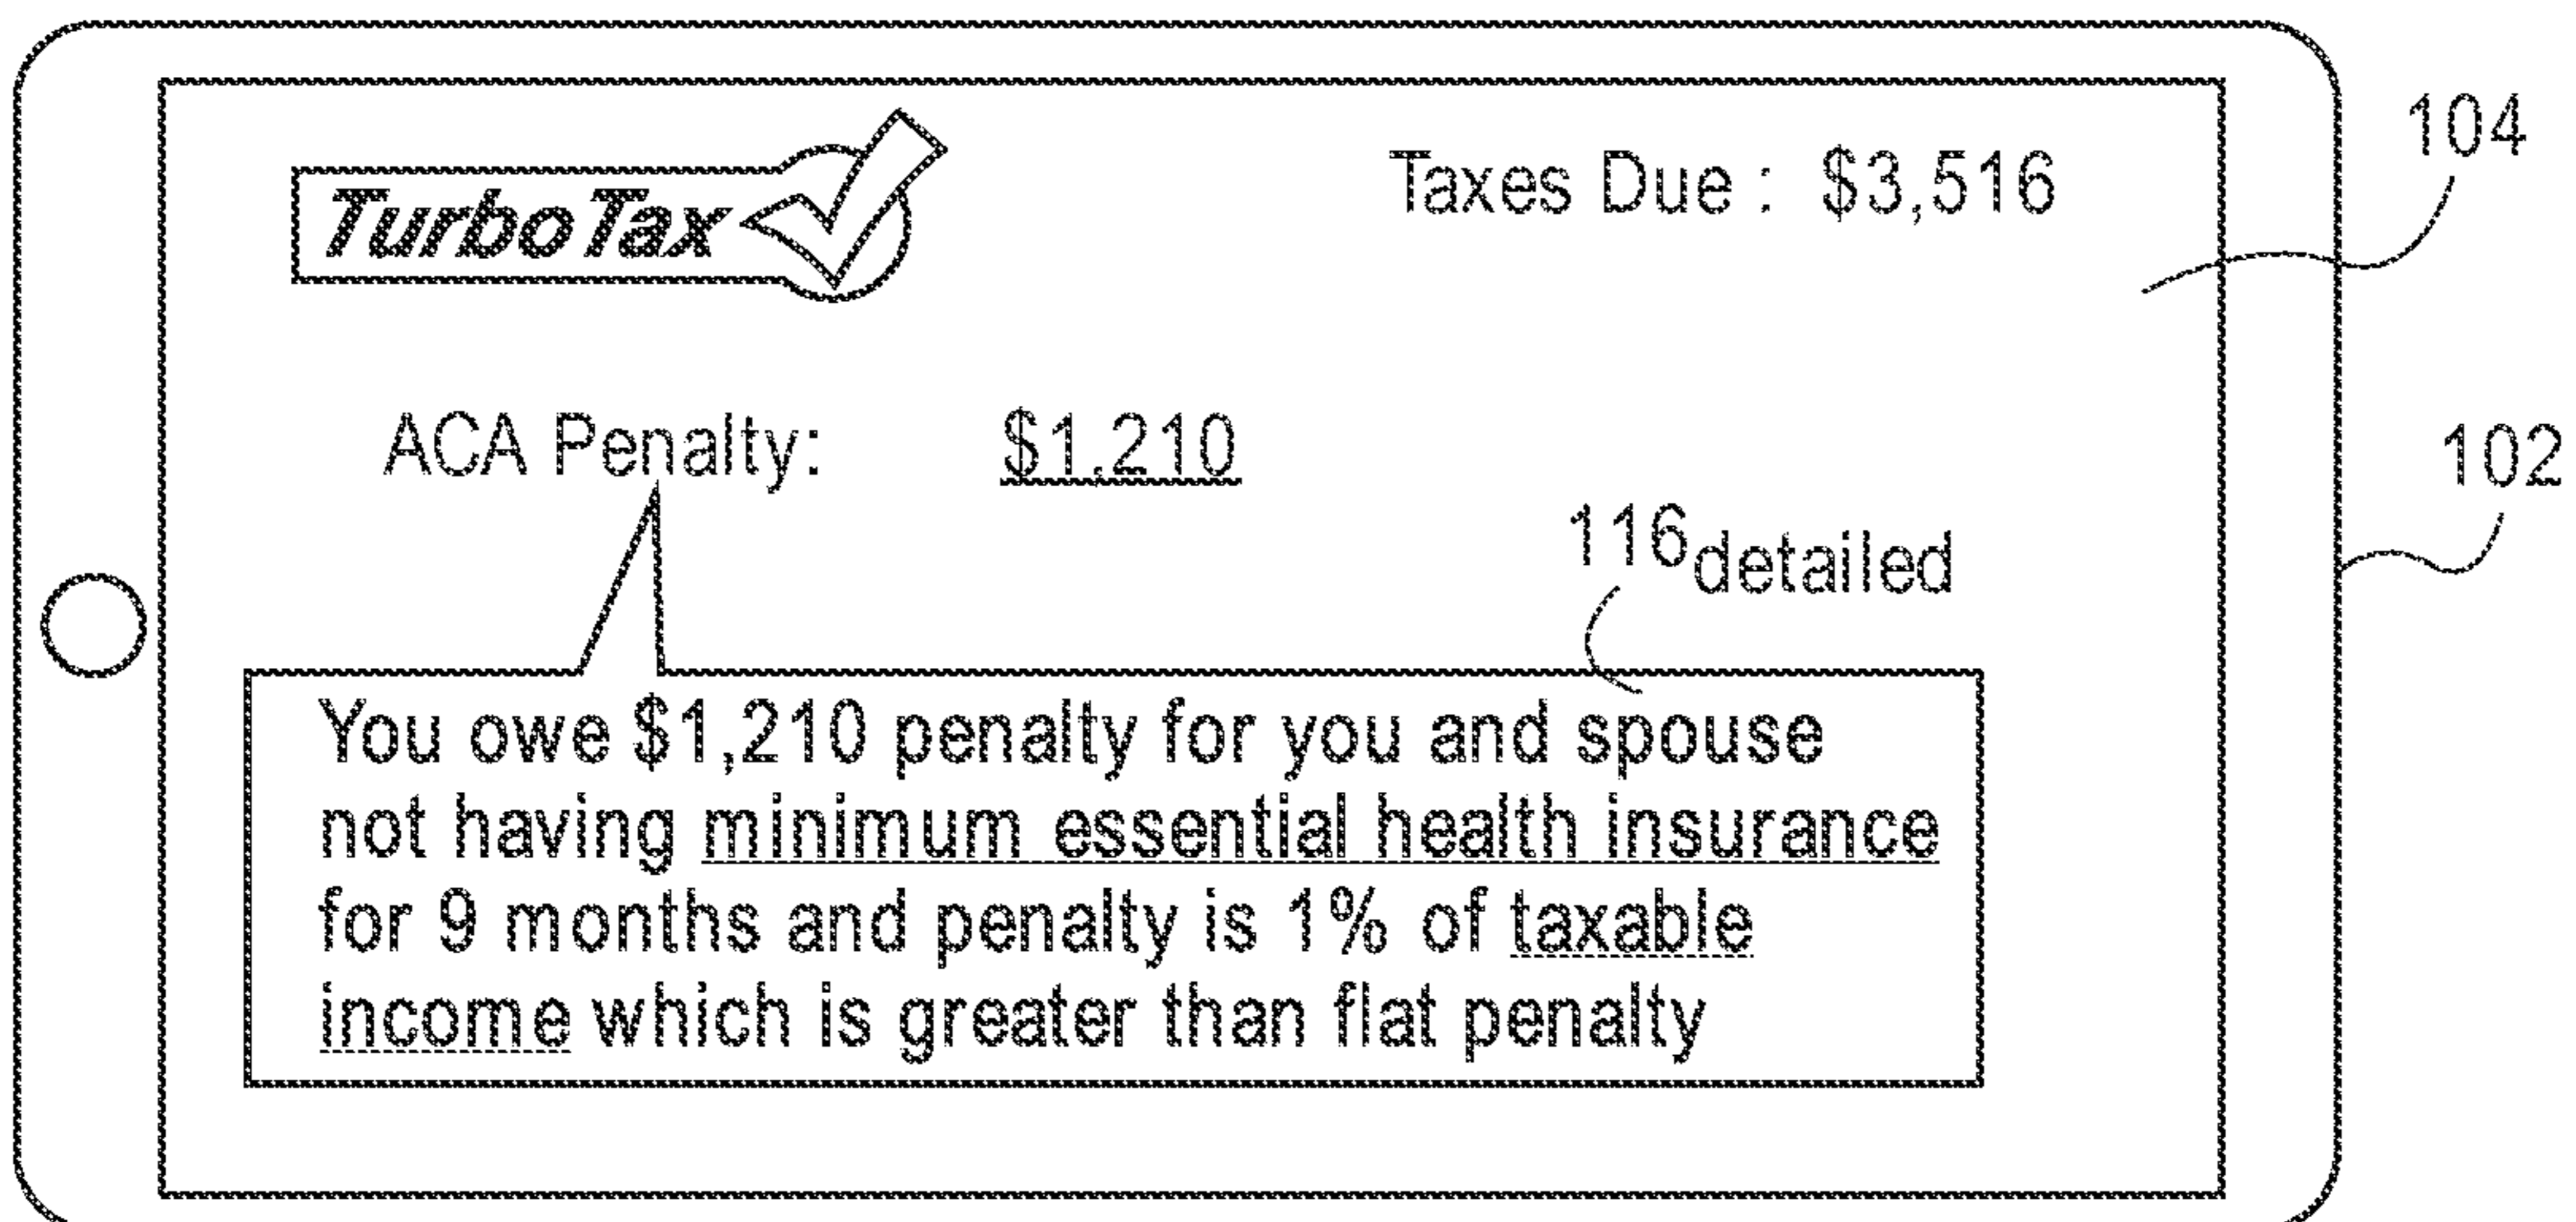 TurboTax
Taxes Due : $3,516
104
ACA Penalty: $1,210
102
116detailed
You owe $1,210 penalty for you and spouse
not having minimum essential health insurance
for 9 months and penalty is 1% of taxable
income which is greater than flat penalty